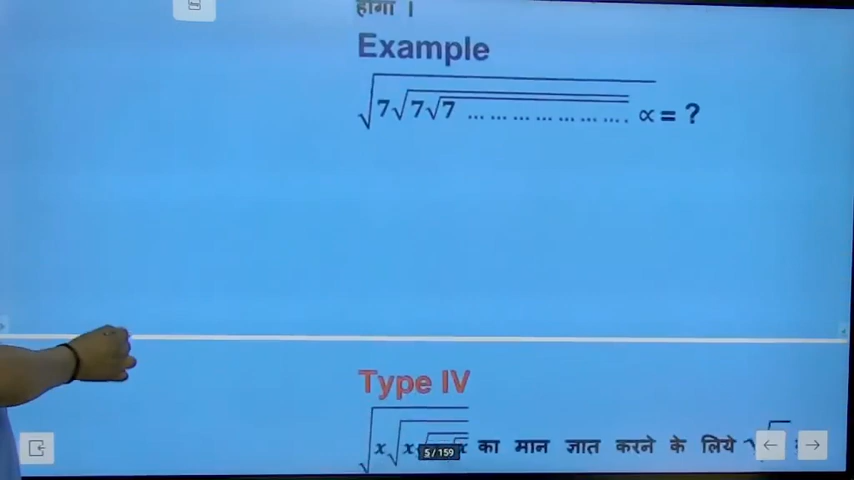 होगा ।
Example
√7√7√7 ... ... ... ... ... ... ... . ∝ = ?
Type IV
का मान ज्ञात करने के लिये
5 / 159